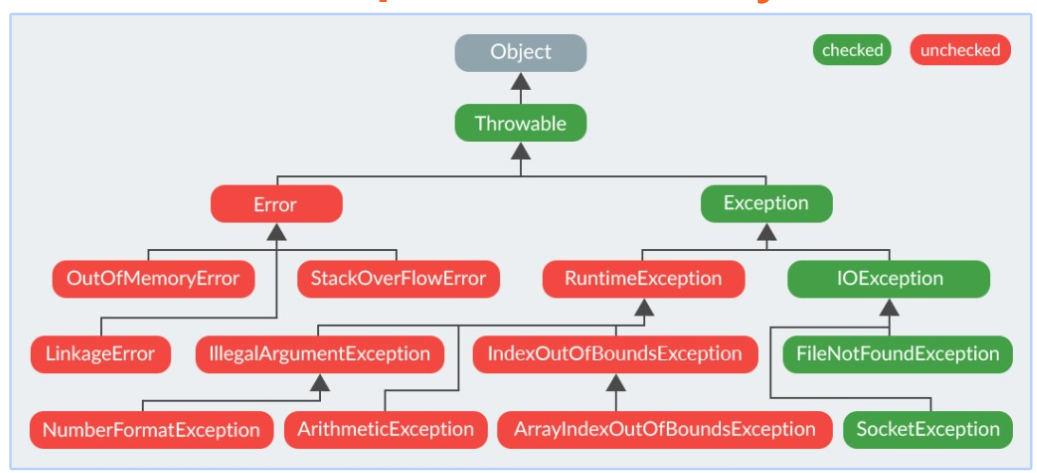 Object
checked
unchecked
Throwable
Error
Exception
OutOfMemoryError
StackOverFlowError
RuntimeException
IOException
LinkageError
IllegalArgumentException
IndexOutOfBoundsException
FileNotFoundException
NumberFormatException
ArithmeticException
ArrayIndexOutOfBoundsException
SocketException